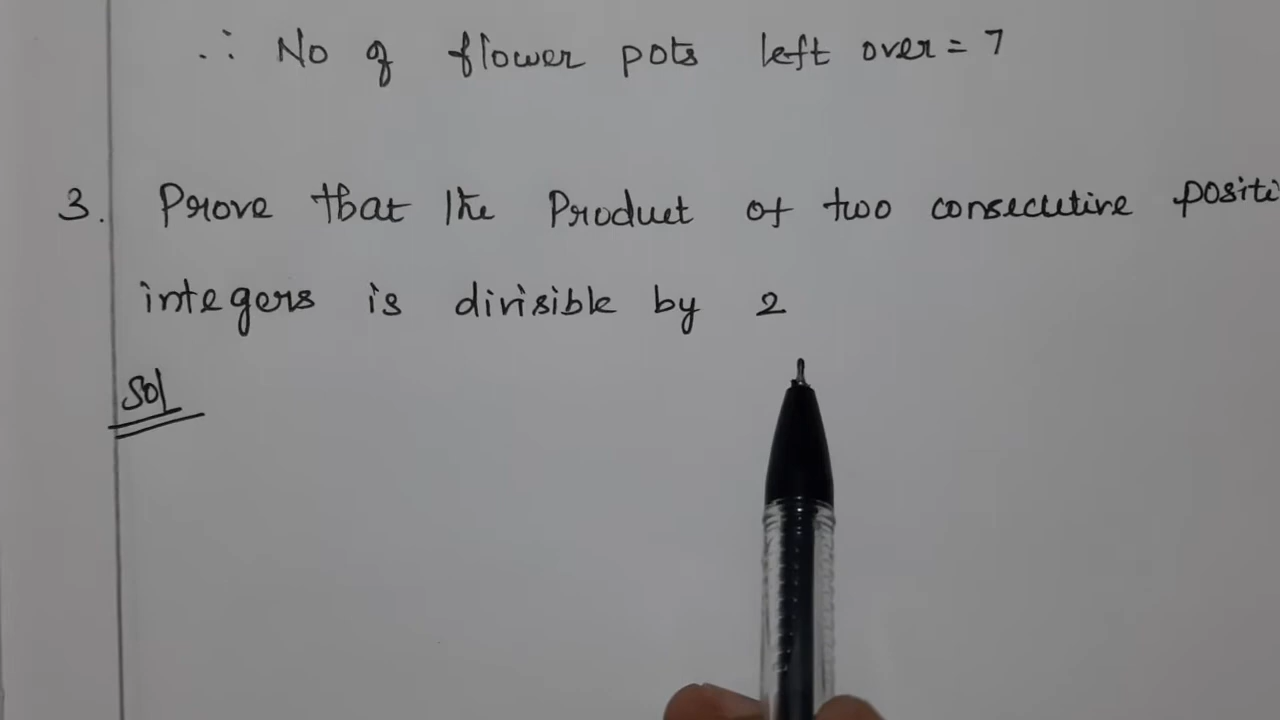 ∴ No of flower pots left over = 7
3. Prove that the Product of two consecutive positi
integers is divisible by 2
Sol